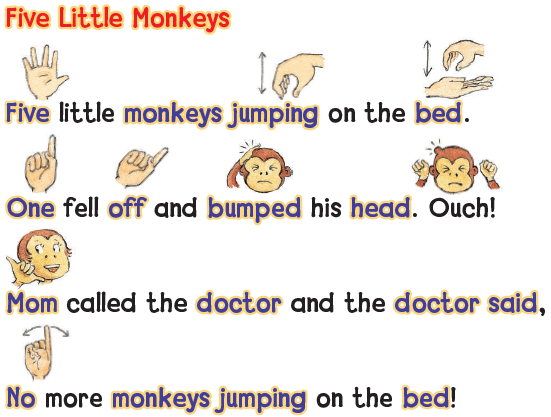 Five Little Monkeys
Five little monkeys jumping on the bed.
One fell off and bumped his head. Ouch!
Mom called the doctor and the doctor said,
No more monkeys jumping on the bed!